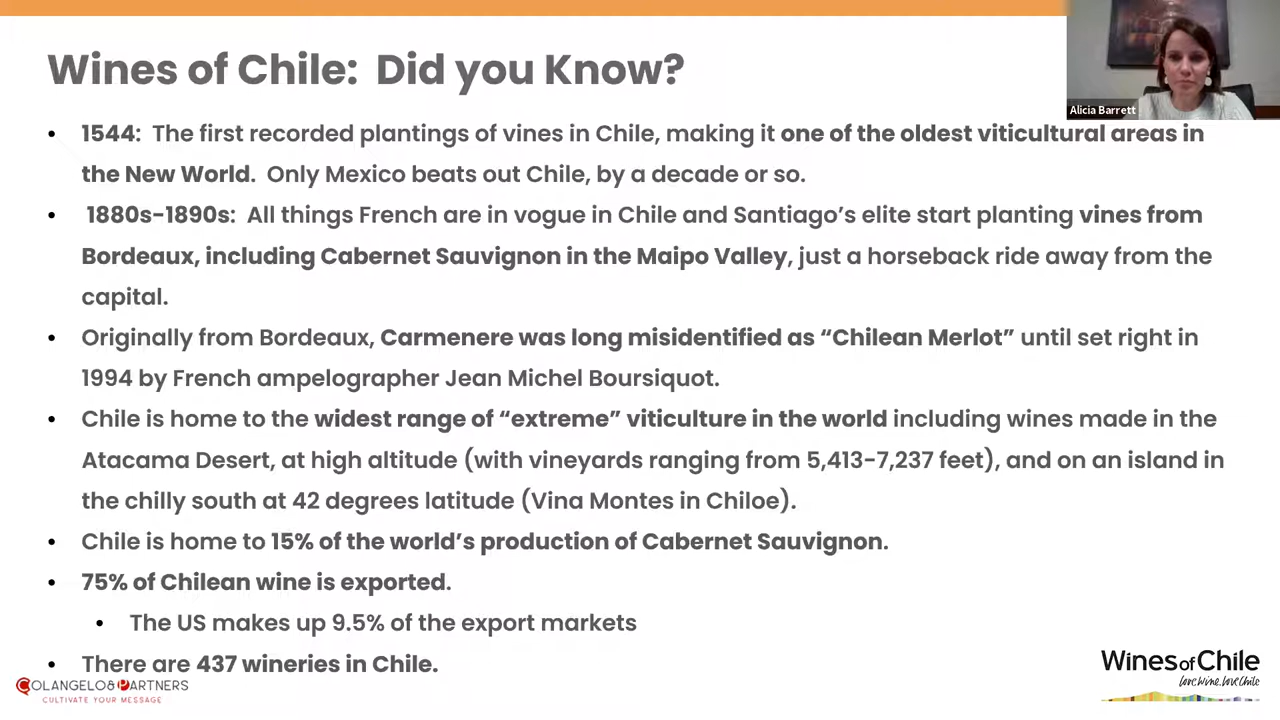 Wines of Chile: Did you Know?
Alicia Barrett
• 1544: The first recorded plantings of vines in Chile, making it one of the oldest viticultural areas in
the New World. Only Mexico beats out Chile, by a decade or so.
• 1880s-1890s: All things French are in vogue in Chile and Santiago’s elite start planting vines from
Bordeaux, including Cabernet Sauvignon in the Maipo Valley, just a horseback ride away from the
capital.
• Originally from Bordeaux, Carmenere was long misidentified as “Chilean Merlot” until set right in
1994 by French ampelographer Jean Michel Boursiquot.
• Chile is home to the widest range of “extreme” viticulture in the world including wines made in the
Atacama Desert, at high altitude (with vineyards ranging from 5,413-7,237 feet), and on an island in
the chilly south at 42 degrees latitude (Vina Montes in Chiloe).
• Chile is home to 15% of the world’s production of Cabernet Sauvignon.
• 75% of Chilean wine is exported.
• The US makes up 9.5% of the export markets
• There are 437 wineries in Chile.
COLANGELO & PARTNERS
CULTIVATE YOUR MESSAGE
Wines of Chile
love wine, love Chile